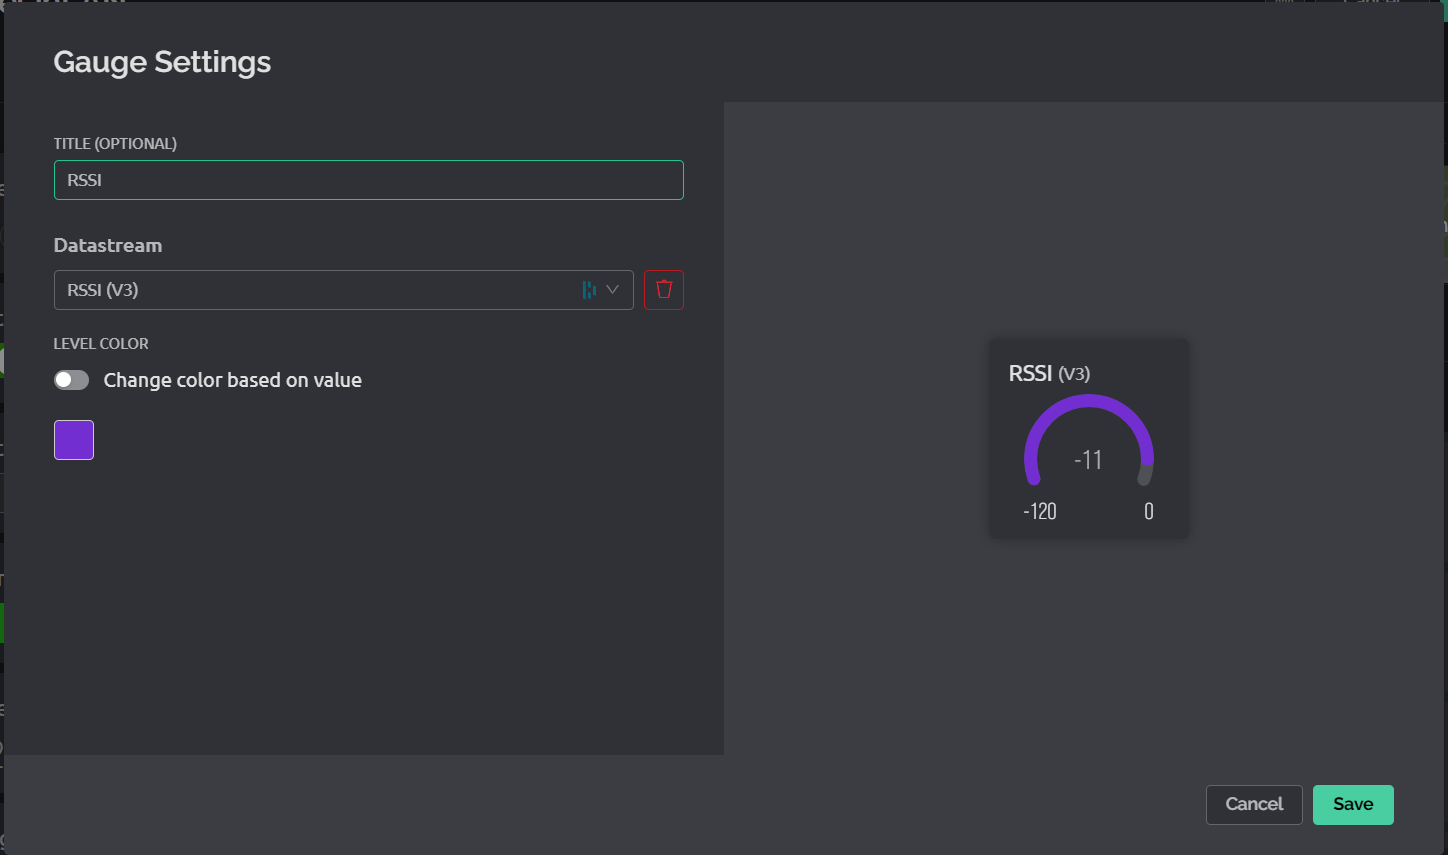 Cancel
Gauge Settings
TITLE (OPTIONAL)
RSSI
Datastream
RSSI (V3)
LEVEL COLOR
Change color based on value
RSSI (V3)
-11
-120 0
Cancel Save